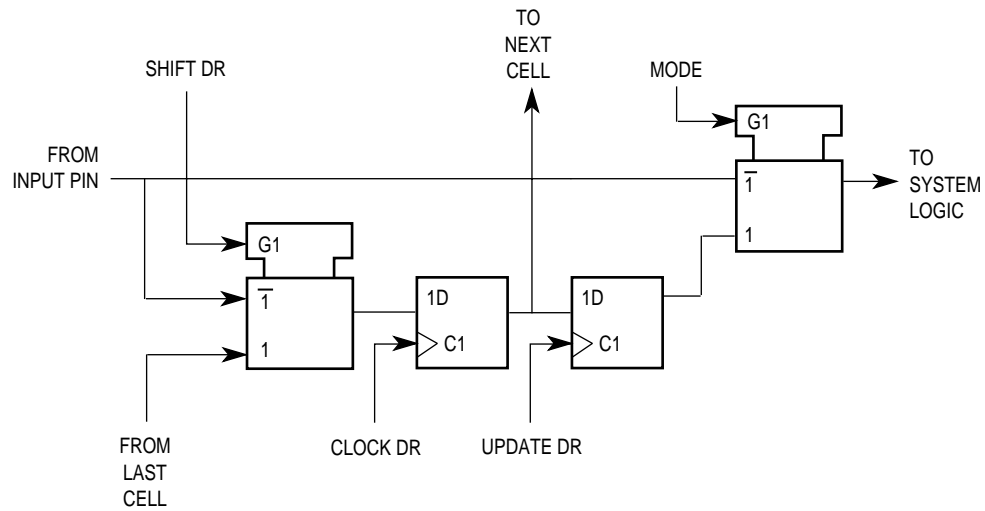 TO
NEXT
CELL
SHIFT DR
MODE
G1
FROM
INPUT PIN
1̅
TO
SYSTEM
LOGIC
1
G1
1̅
1
1D
C1
1D
C1
FROM
LAST
CELL
CLOCK DR
UPDATE DR